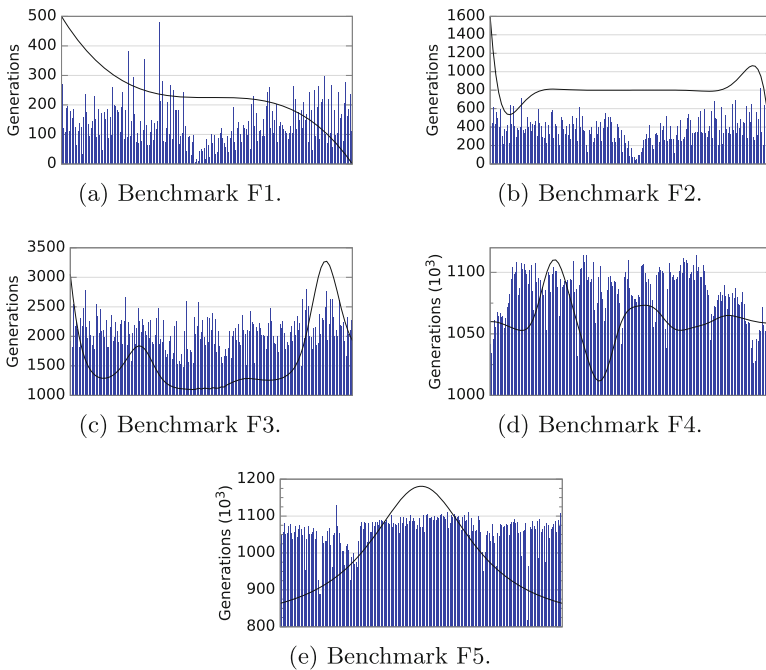 500
400
300
200
100
0
Generations
(a) Benchmark F1.
1600
1400
1200
1000
800
600
400
200
0
Generations
(b) Benchmark F2.
3500
3000
2500
2000
1500
1000
Generations
(c) Benchmark F3.
1100
1050
1000
Generations (10³)
(d) Benchmark F4.
1200
1100
1000
900
800
Generations (10³)
(e) Benchmark F5.